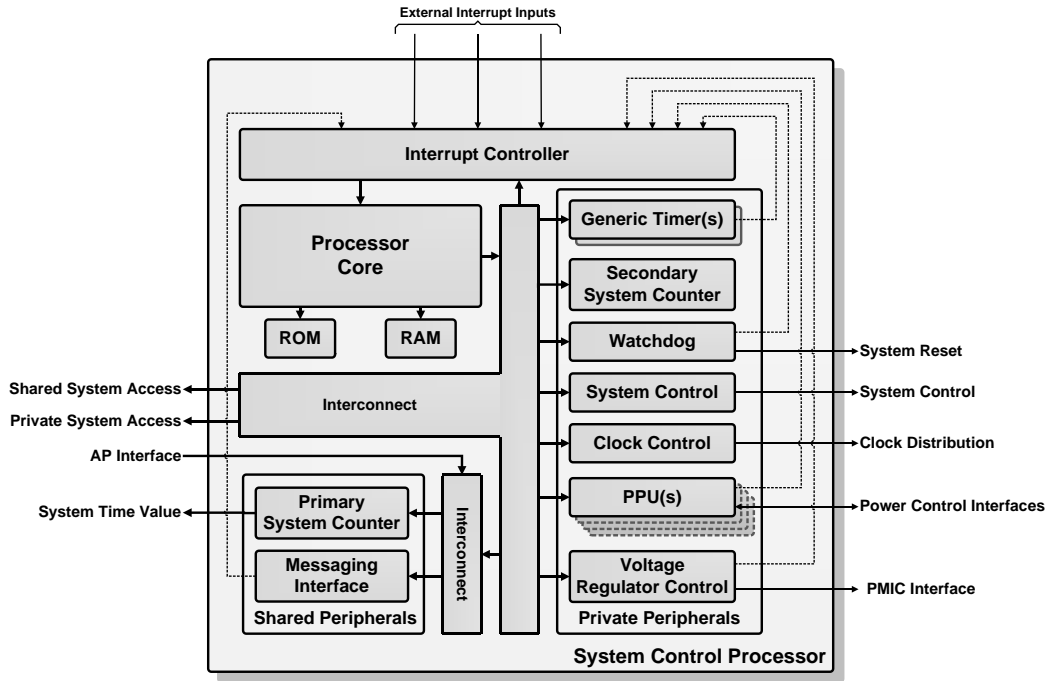 External Interrupt Inputs
Interrupt Controller
Processor
Core
ROM
RAM
Generic Timer(s)
Secondary
System Counter
Watchdog
System Control
Clock Control
PPU(s)
Voltage
Regulator Control
Private Peripherals
Interconnect
Interconnect
Primary
System Counter
Messaging
Interface
Shared Peripherals
Shared System Access
Private System Access
AP Interface
System Time Value
System Reset
System Control
Clock Distribution
Power Control Interfaces
PMIC Interface
System Control Processor